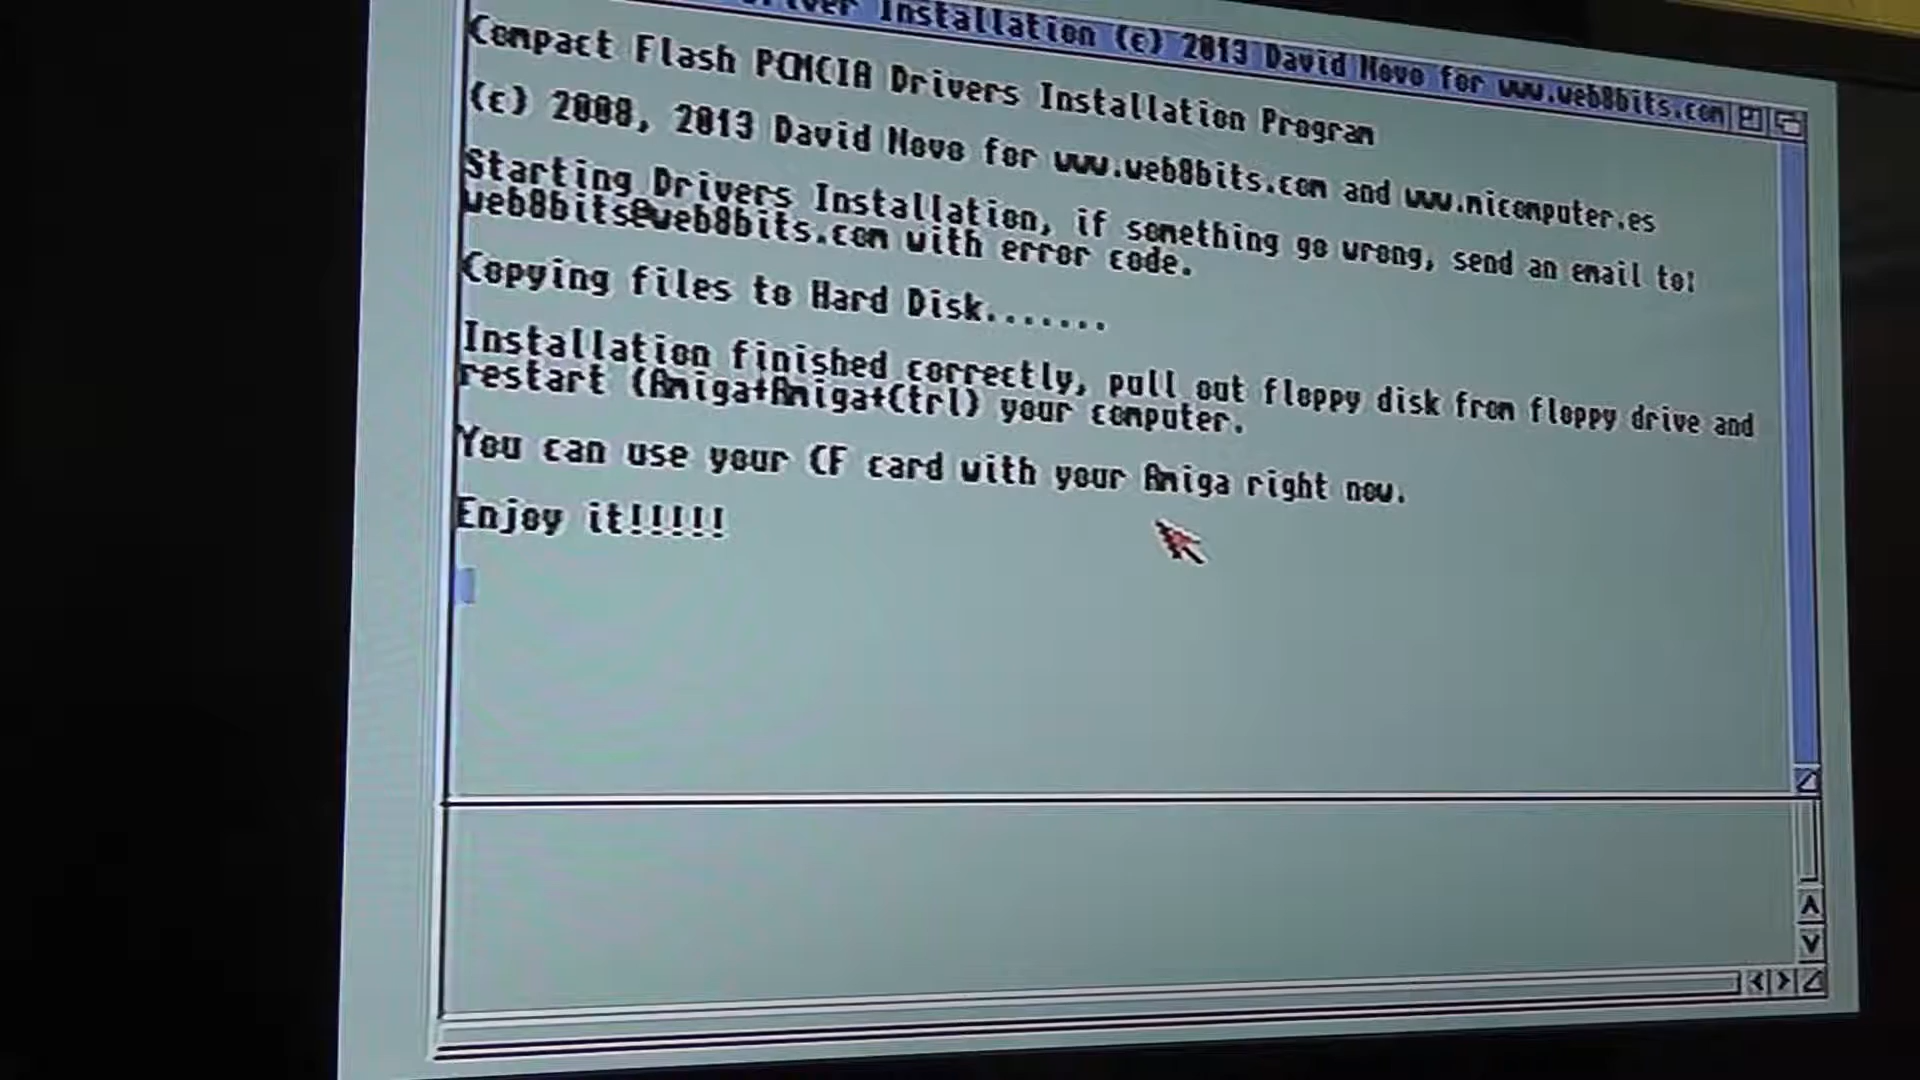 Installation (c) 2013 David Novo for www.web8bits.com
Compact Flash PCMCIA Drivers Installation Program
(c) 2008, 2013 David Novo for www.web8bits.com and www.nicomputer.es
Starting Drivers Installation, if something go wrong, send an email to:
web8bits@web8bits.com with error code.
Copying files to Hard Disk.......
Installation finished correctly, pull out floppy disk from floppy drive and
restart (Amiga+Amiga+Ctrl) your computer.
You can use your CF card with your Amiga right now.
Enjoy it!!!!!